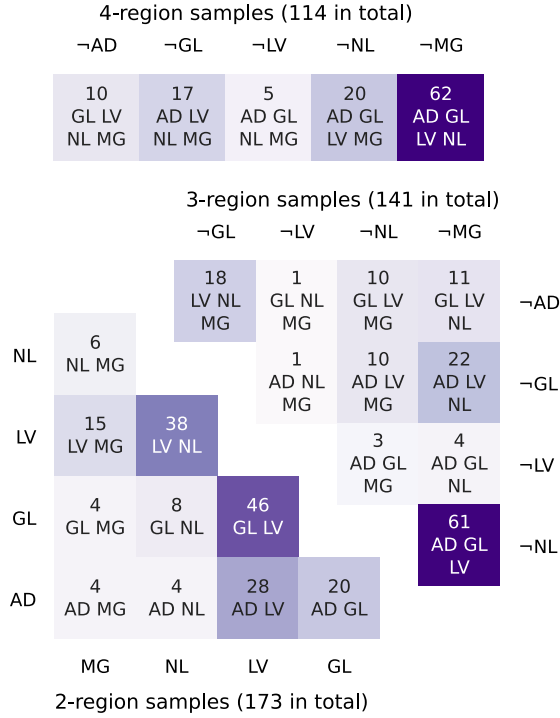 4-region samples (114 in total)
¬AD ¬GL ¬LV ¬NL ¬MG
10 17 5 20 62
GL LV AD LV AD GL AD GL AD GL
NL MG NL MG NL MG LV MG LV NL
3-region samples (141 in total)
¬GL ¬LV ¬NL ¬MG
18 1 10 11
LV NL GL NL GL LV GL LV
MG MG MG NL
¬AD
1 10 22
AD NL AD LV AD LV
MG MG NL
¬GL
3 4
AD GL AD GL
MG NL
¬LV
61
AD GL
LV
¬NL
NL
6
NL MG
LV
15 38
LV MG LV NL
GL
4 8 46
GL MG GL NL GL LV
AD
4 4 28 20
AD MG AD NL AD LV AD GL
MG NL LV GL
2-region samples (173 in total)